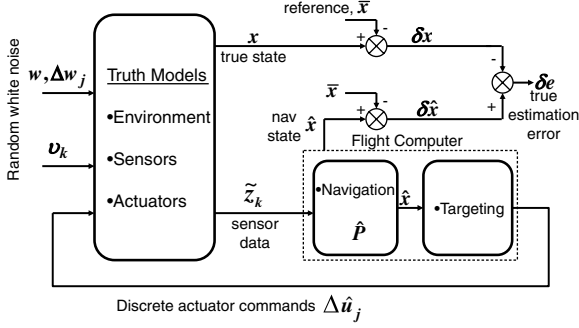 reference, x̄
-
+
x
true state
δx
Random white noise
w, Δw_j
Truth Models
•Environment
•Sensors
•Actuators
υ_k
x̄
-
+
nav
state
x̂
δx̂
-
+
δe
true
estimation
error
Flight Computer
z̃_k
sensor
data
•Navigation
P̂
x̂
•Targeting
Discrete actuator commands Δû_j